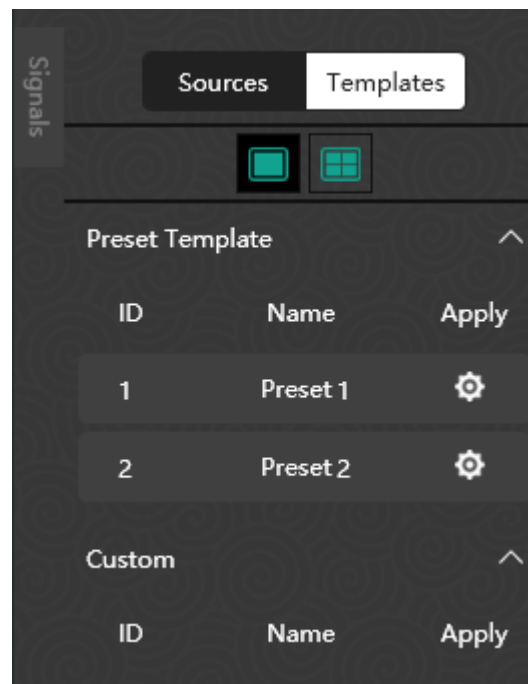 Signals
Sources Templates
Preset Template
ID Name Apply
1 Preset 1
2 Preset 2
Custom
ID Name Apply